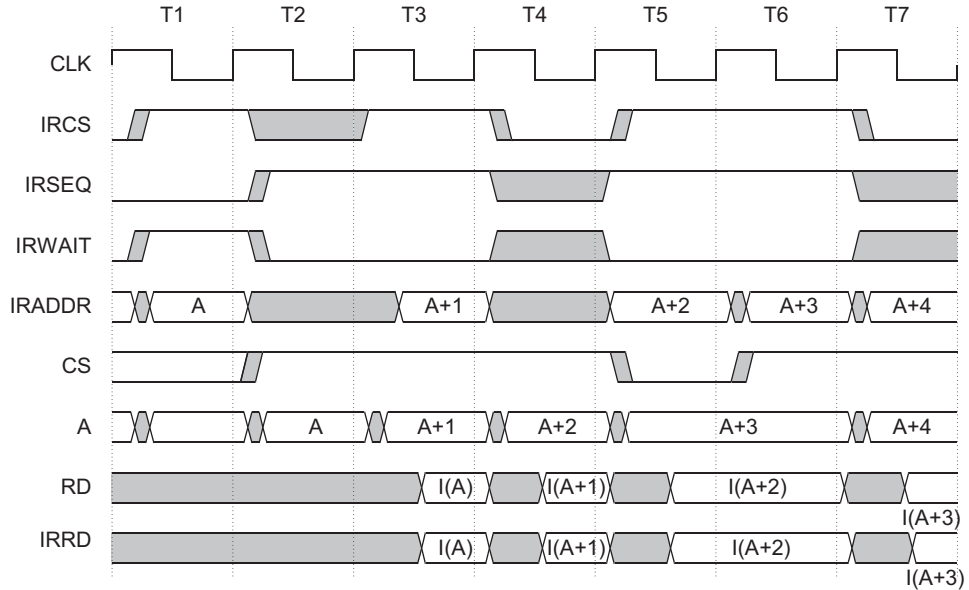 T1 T2 T3 T4 T5 T6 T7
CLK
IRCS
IRSEQ
IRWAIT
IRADDR A A+1 A+2 A+3 A+4
CS
A A A+1 A+2 A+3 A+4
RD I(A) I(A+1) I(A+2) I(A+3)
IRRD I(A) I(A+1) I(A+2) I(A+3)